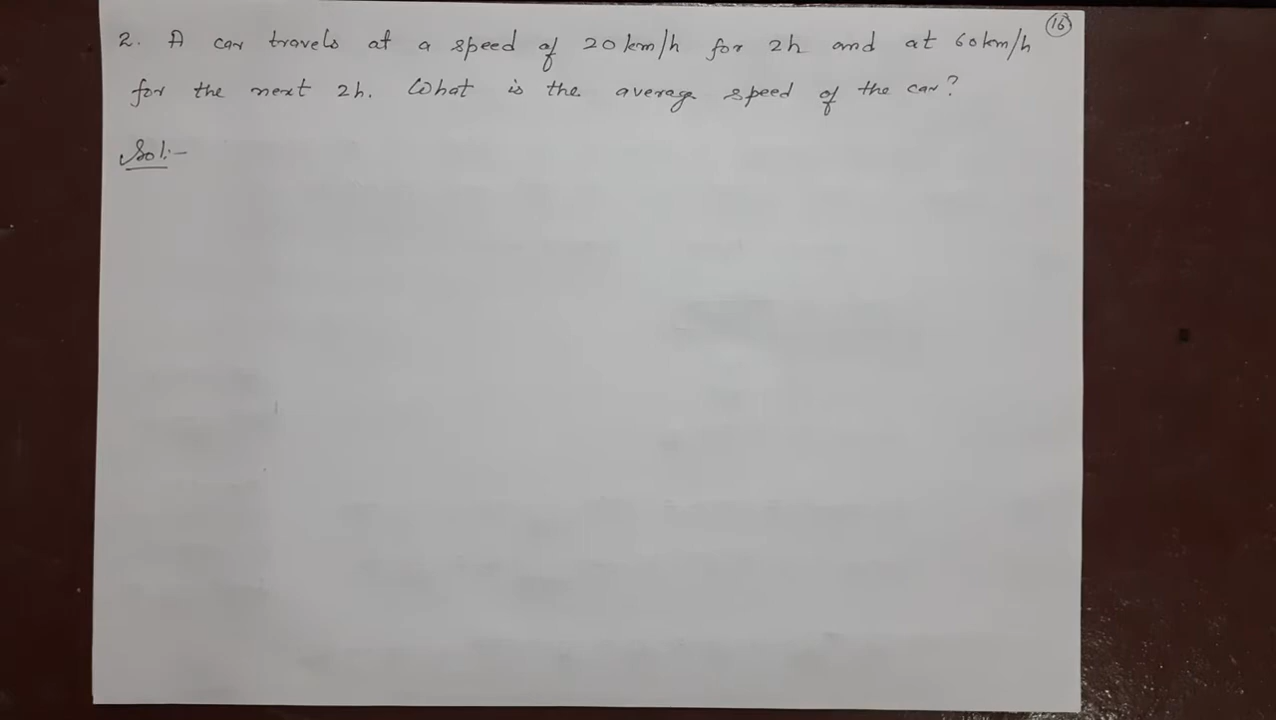 16
2. A car travels at a speed of 20 km/h for 2h and at 60 km/h
for the next 2h. What is the average speed of the car?
Sol:-